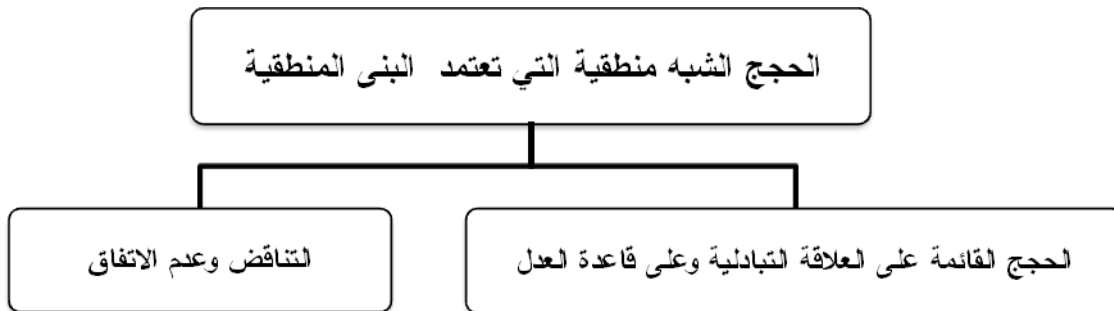 الحجج الشبه منطقية التي تعتمد البنى المنطقية
الحجج القائمة على العلاقة التبادلية وعلى قاعدة العدل
التناقض وعدم الاتفاق